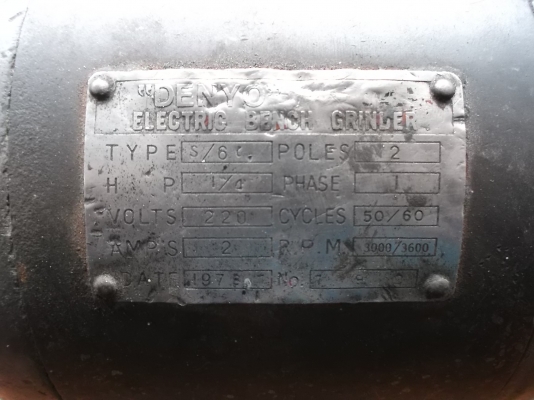 "DENYO"
ELECTRIC BENCH GRINDER
TYPE POLES 2
H P 1/4 PHASE 1
VOLTS 220 CYCLES 50/60
AMPS 2 R.P.M 3000/3600
DATE No.